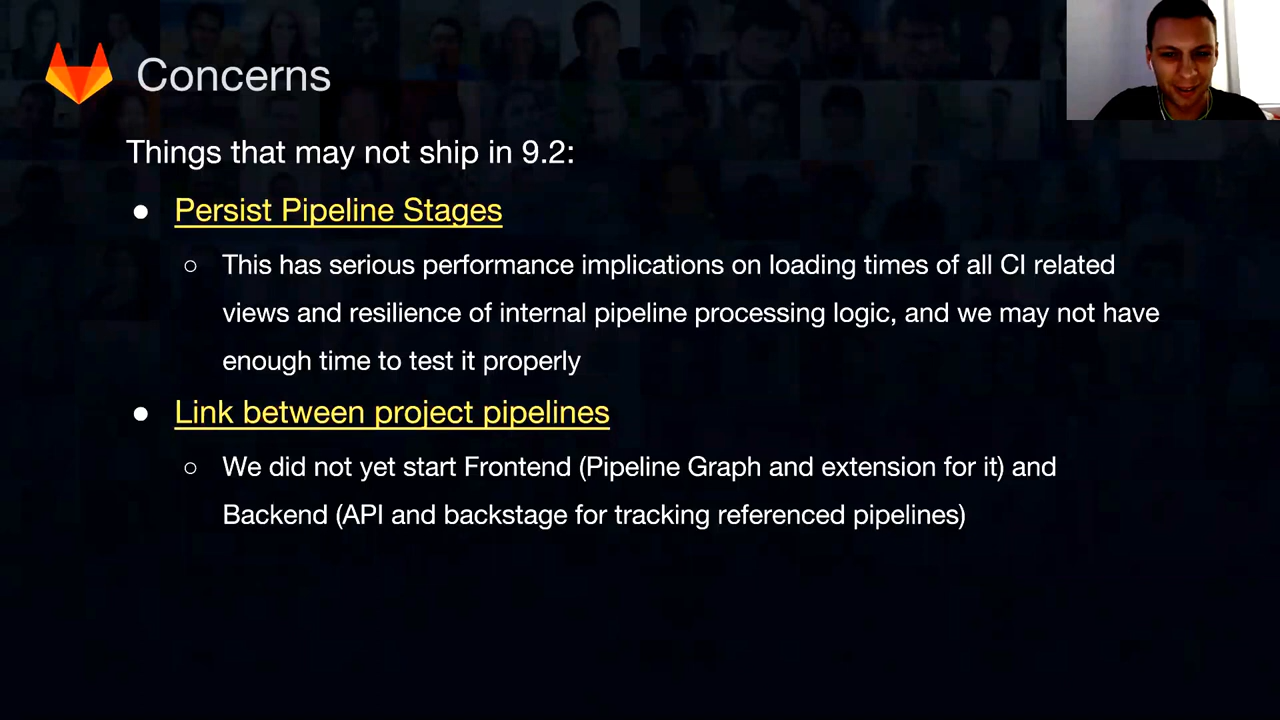 Concerns
Things that may not ship in 9.2:
● Persist Pipeline Stages
○ This has serious performance implications on loading times of all CI related
views and resilience of internal pipeline processing logic, and we may not have
enough time to test it properly
● Link between project pipelines
○ We did not yet start Frontend (Pipeline Graph and extension for it) and
Backend (API and backstage for tracking referenced pipelines)